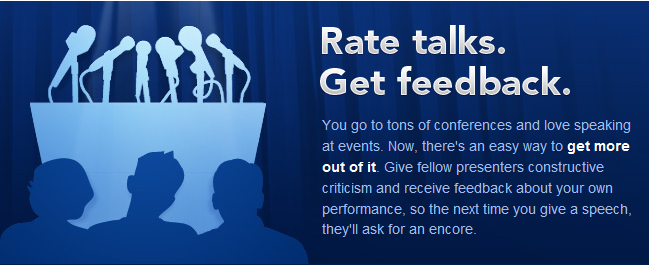 Rate talks.
Get feedback.
You go to tons of conferences and love speaking
at events. Now, there's an easy way to get more
out of it. Give fellow presenters constructive
criticism and receive feedback about your own
performance, so the next time you give a speech,
they'll ask for an encore.